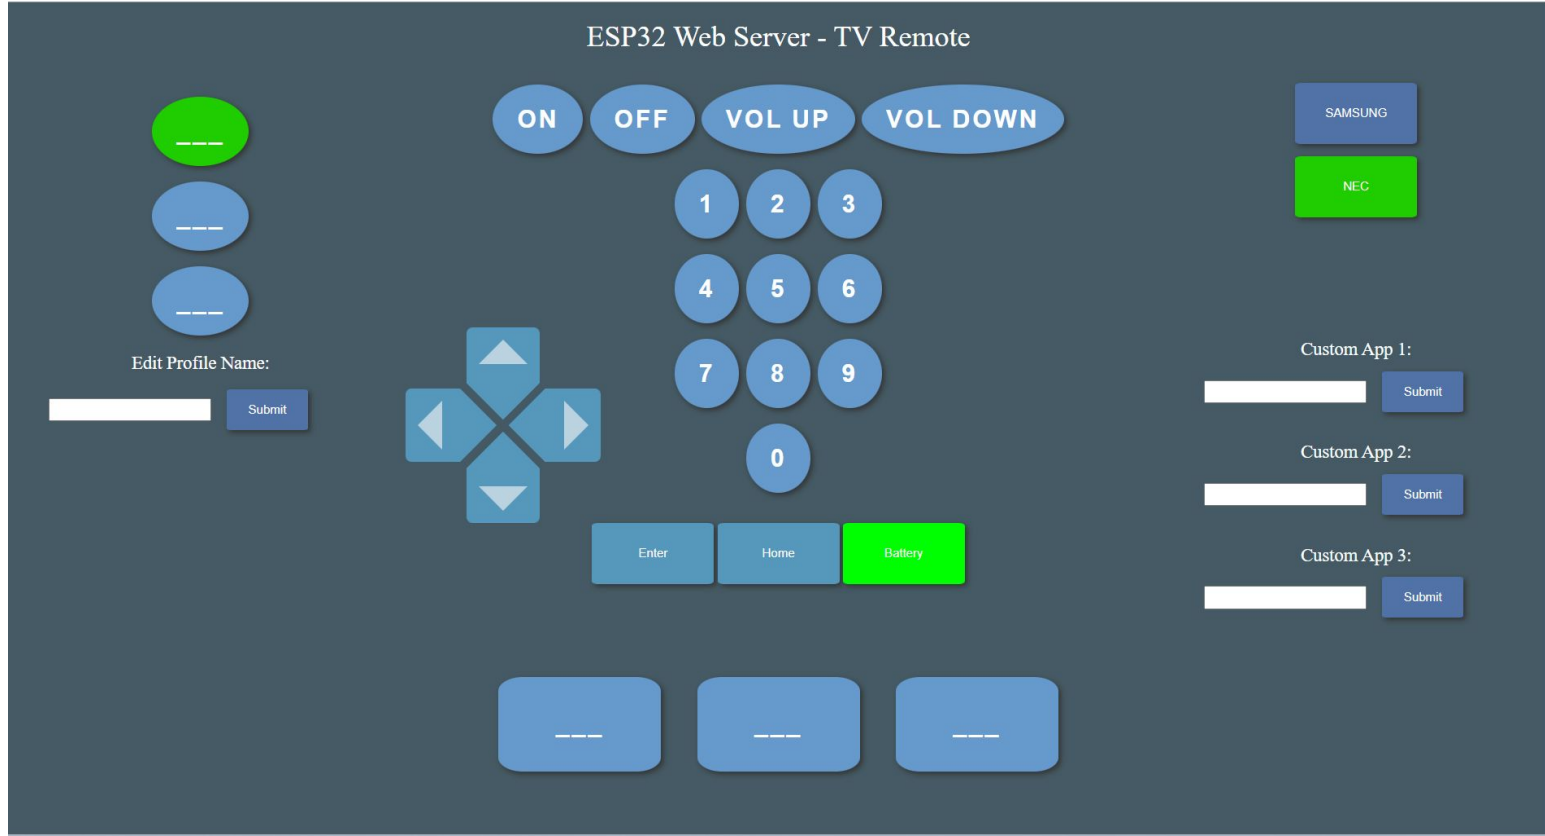 ESP32 Web Server - TV Remote
___
___
___
Edit Profile Name:
Submit
ON OFF VOL UP VOL DOWN
1 2 3
4 5 6
7 8 9
0
Enter Home Battery
___ ___ ___
SAMSUNG
NEC
Custom App 1:
Submit
Custom App 2:
Submit
Custom App 3:
Submit